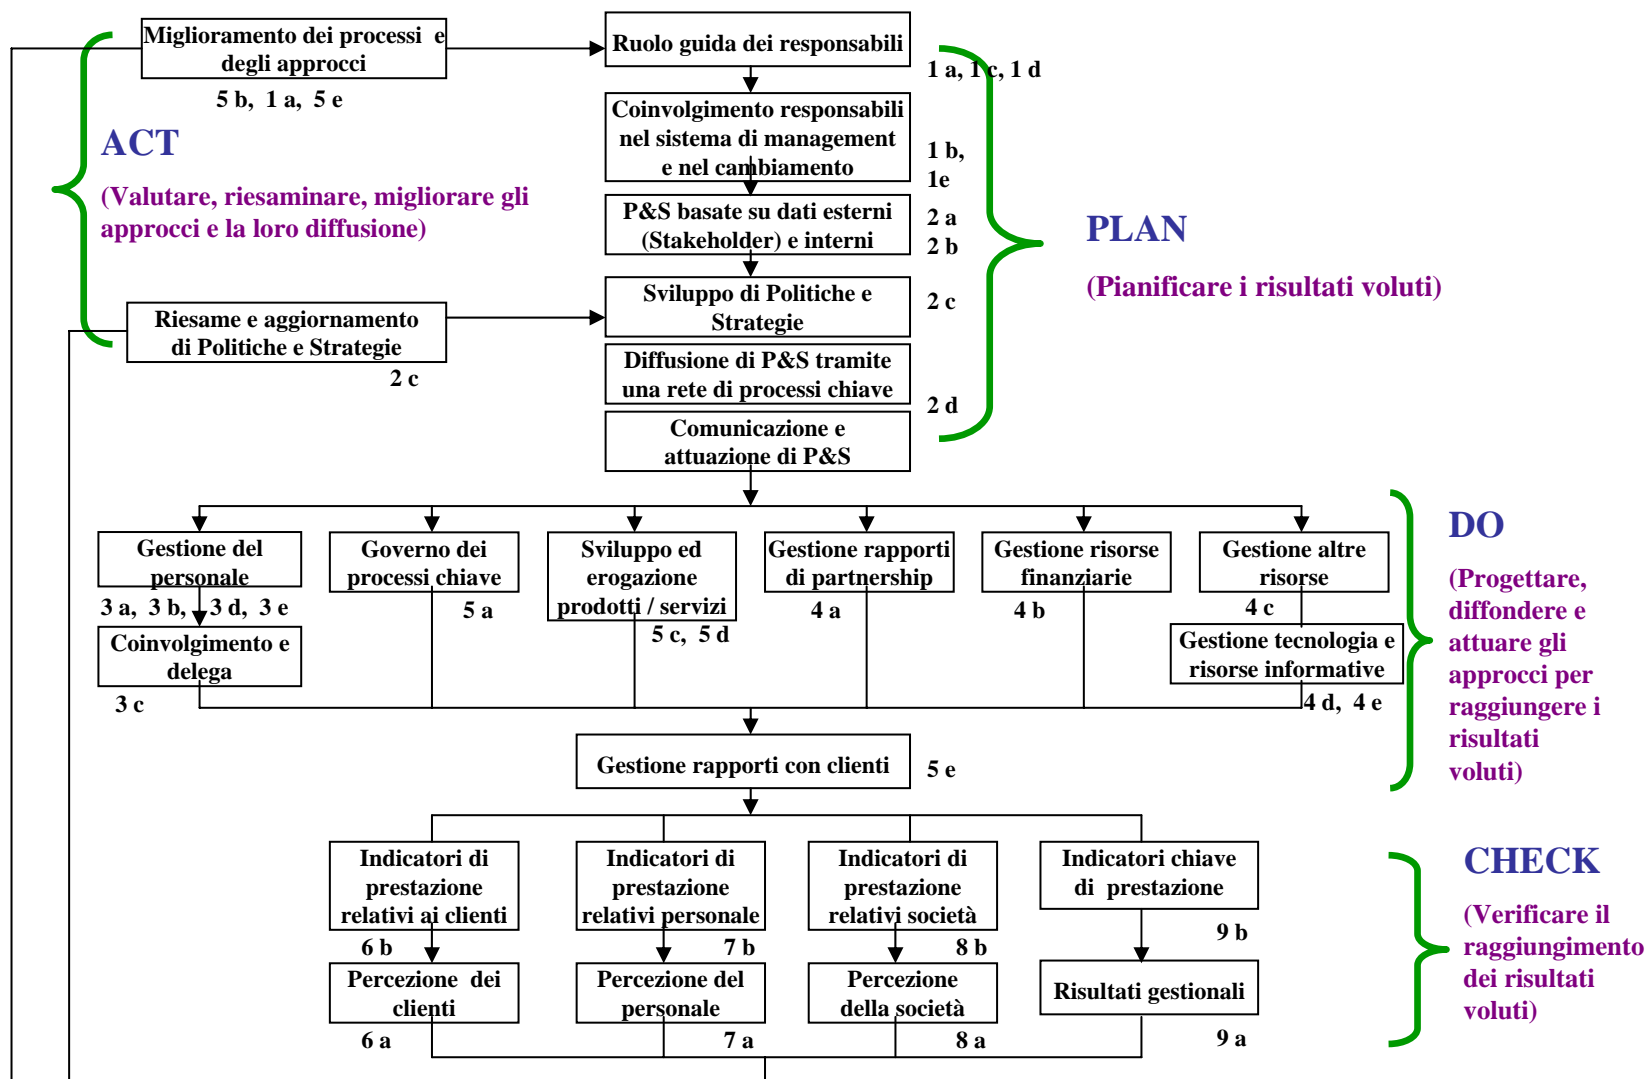 Miglioramento dei processi e
degli approcci
5 b, 1 a, 5 e
ACT
(Valutare, riesaminare, migliorare gli
approcci e la loro diffusione)
Riesame e aggiornamento
di Politiche e Strategie
2 c
Ruolo guida dei responsabili
1 a, 1 c, 1 d
Coinvolgimento responsabili
nel sistema di management
e nel cambiamento
1 b,
1e
P&S basate su dati esterni
(Stakeholder) e interni
2 a
2 b
Sviluppo di Politiche e
Strategie
2 c
Diffusione di P&S tramite
una rete di processi chiave
2 d
Comunicazione e
attuazione di P&S
PLAN
(Pianificare i risultati voluti)
Gestione del
personale
3 a, 3 b, 3 d, 3 e
Coinvolgimento e
delega
3 c
Governo dei
processi chiave
5 a
Sviluppo ed
erogazione
prodotti / servizi
5 c, 5 d
Gestione rapporti
di partnership
4 a
Gestione risorse
finanziarie
4 b
Gestione altre
risorse
4 c
Gestione tecnologia e
risorse informative
4 d, 4 e
DO
(Progettare,
diffondere e
attuare gli
approcci per
raggiungere i
risultati
voluti)
Gestione rapporti con clienti
5 e
Indicatori di
prestazione
relativi ai clienti
6 b
Percezione dei
clienti
6 a
Indicatori di
prestazione
relativi personale
7 b
Percezione del
personale
7 a
Indicatori di
prestazione
relativi società
8 b
Percezione
della società
8 a
Indicatori chiave
di prestazione
9 b
Risultati gestionali
9 a
CHECK
(Verificare il
raggiungimento
dei risultati
voluti)